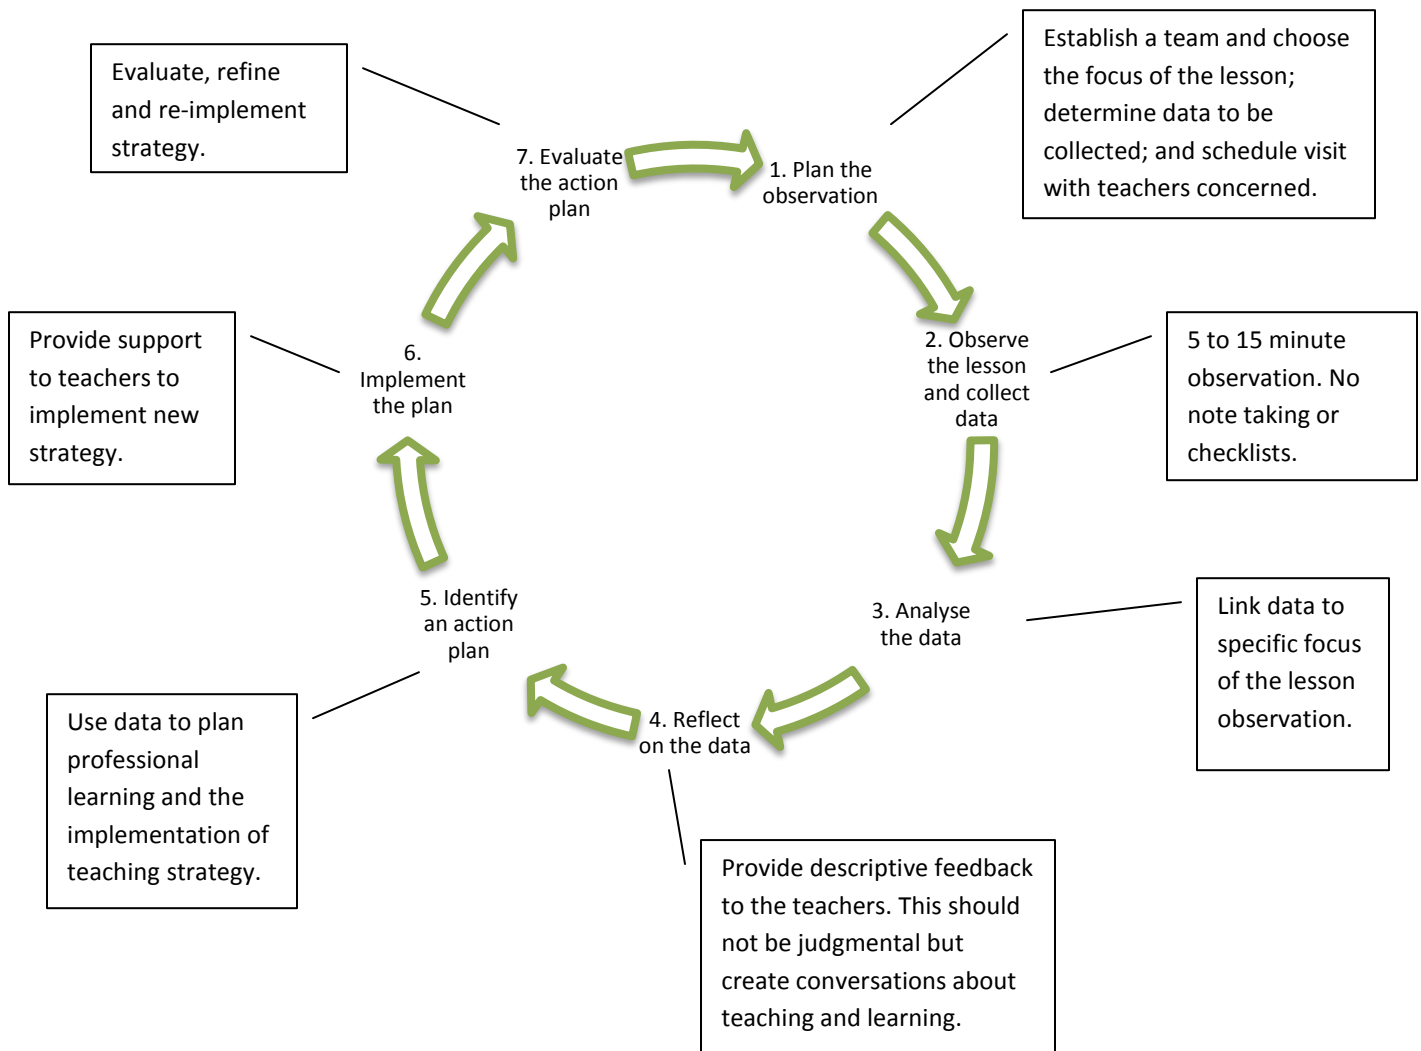 Evaluate, refine
and re-implement
strategy.
Establish a team and choose
the focus of the lesson;
determine data to be
collected; and schedule visit
with teachers concerned.
7. Evaluate
the action
plan
1. Plan the
observation
2. Observe
the lesson
and collect
data
5 to 15 minute
observation. No
note taking or
checklists.
Provide support
to teachers to
implement new
strategy.
6.
Implement
the plan
3. Analyse
the data
Link data to
specific focus
of the lesson
observation.
5. Identify
an action
plan
4. Reflect
on the data
Use data to plan
professional
learning and the
implementation of
teaching strategy.
Provide descriptive feedback
to the teachers. This should
not be judgmental but
create conversations about
teaching and learning.